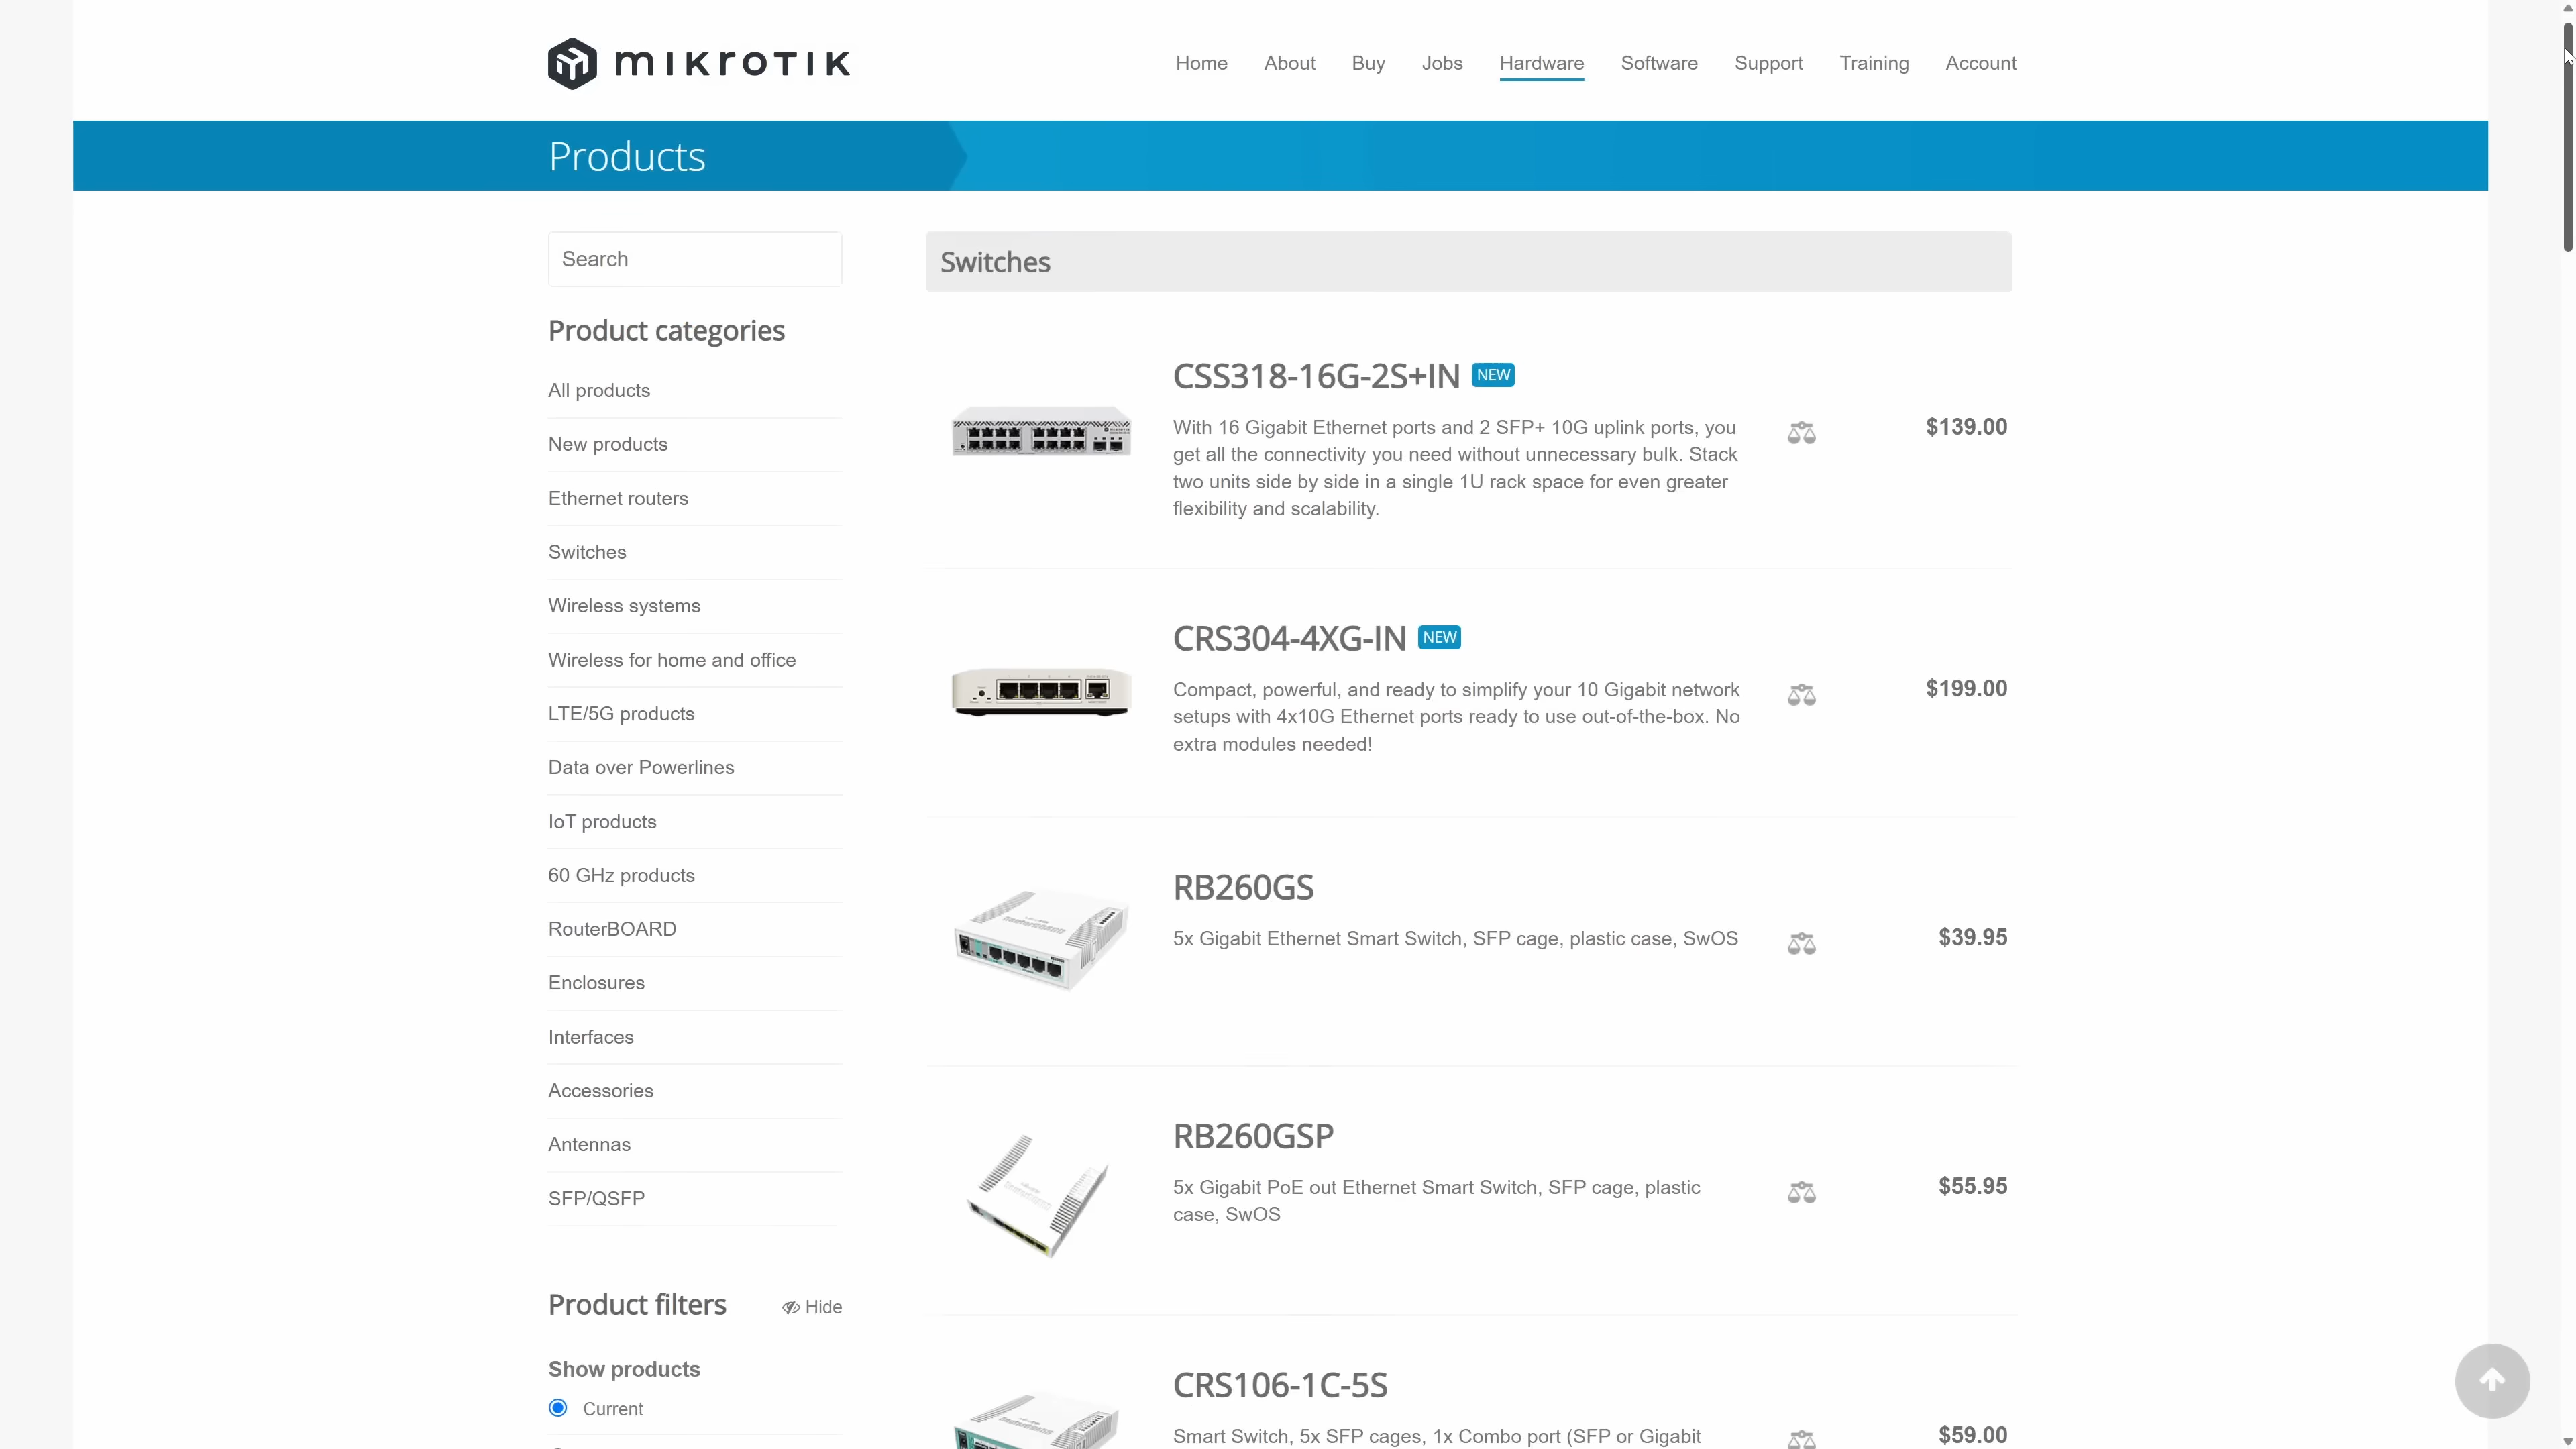 mikrotik
Home About Buy Jobs Hardware Software Support Training Account
Products
Search
Product categories
All products
New products
Ethernet routers
Switches
Wireless systems
Wireless for home and office
LTE/5G products
Data over Powerlines
IoT products
60 GHz products
RouterBOARD
Enclosures
Interfaces
Accessories
Antennas
SFP/QSFP
Product filters Hide
Show products
Current
Switches
CSS318-16G-2S+IN NEW
With 16 Gigabit Ethernet ports and 2 SFP+ 10G uplink ports, you
get all the connectivity you need without unnecessary bulk. Stack
two units side by side in a single 1U rack space for even greater
flexibility and scalability.
$139.00
CRS304-4XG-IN NEW
Compact, powerful, and ready to simplify your 10 Gigabit network
setups with 4x10G Ethernet ports ready to use out-of-the-box. No
extra modules needed!
$199.00
RB260GS
5x Gigabit Ethernet Smart Switch, SFP cage, plastic case, SwOS
$39.95
RB260GSP
5x Gigabit PoE out Ethernet Smart Switch, SFP cage, plastic
case, SwOS
$55.95
CRS106-1C-5S
Smart Switch, 5x SFP cages, 1x Combo port (SFP or Gigabit
$59.00